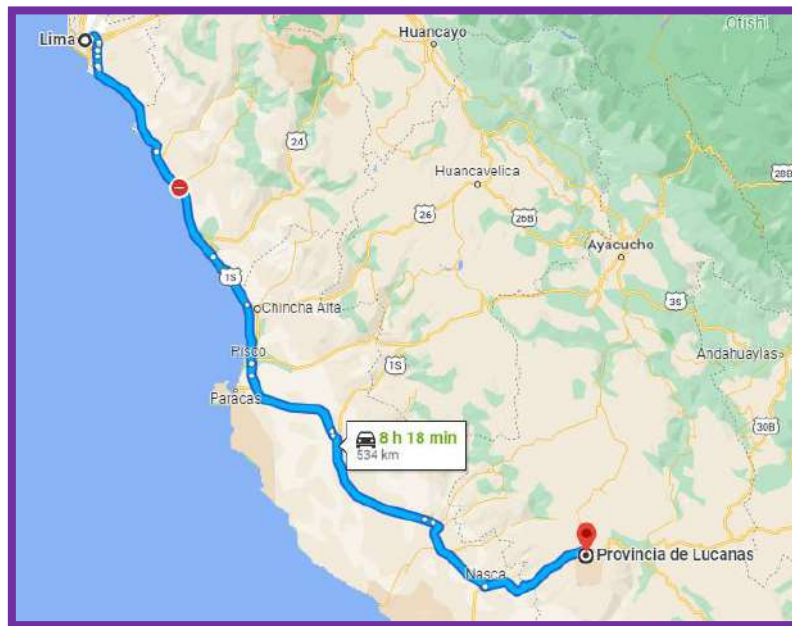 Otishi
Lima
Huancayo
24
28B
Huancavelica
26
26B
Ayacucho
1S
Chincha Alta
3S
Pisco
1S
Andahuaylas
Paracas
30B
8 h 18 min
534 km
Provincia de Lucanas
Nasca